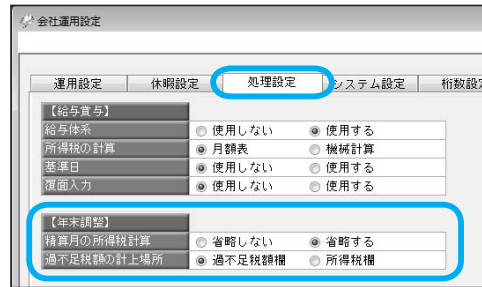 会社運用設定
運用設定 休暇設定 処理設定 システム設定 桁数設
【給与賞与】
給与体系 使用しない 使用する
所得税の計算 月額表 機械計算
基準日 使用しない 使用する
覆面入力 使用しない 使用する
【年末調整】
精算月の所得税計算 省略しない 省略する
過不足税額の計上場所 過不足税額欄 所得税欄